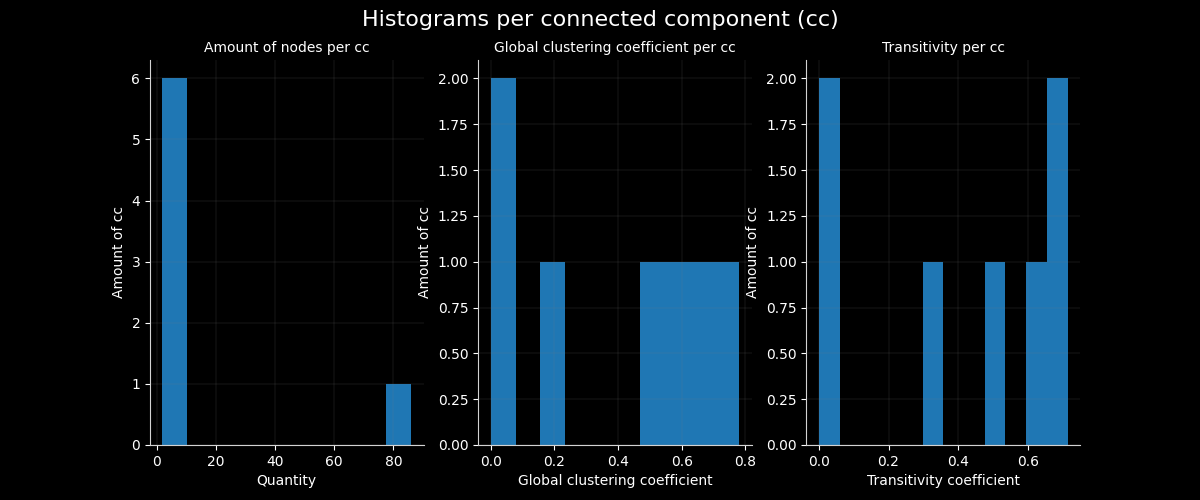 Histograms per connected component (cc)
Amount of nodes per cc
6
5
4
3
2
1
0
Amount of cc
0 20 40 60 80
Quantity
Global clustering coefficient per cc
2.00
1.75
1.50
1.25
1.00
0.75
0.50
0.25
0.00
Amount of cc
0.0 0.2 0.4 0.6 0.8
Global clustering coefficient
Transitivity per cc
2.00
1.75
1.50
1.25
1.00
0.75
0.50
0.25
0.00
Amount of cc
0.0 0.2 0.4 0.6
Transitivity coefficient